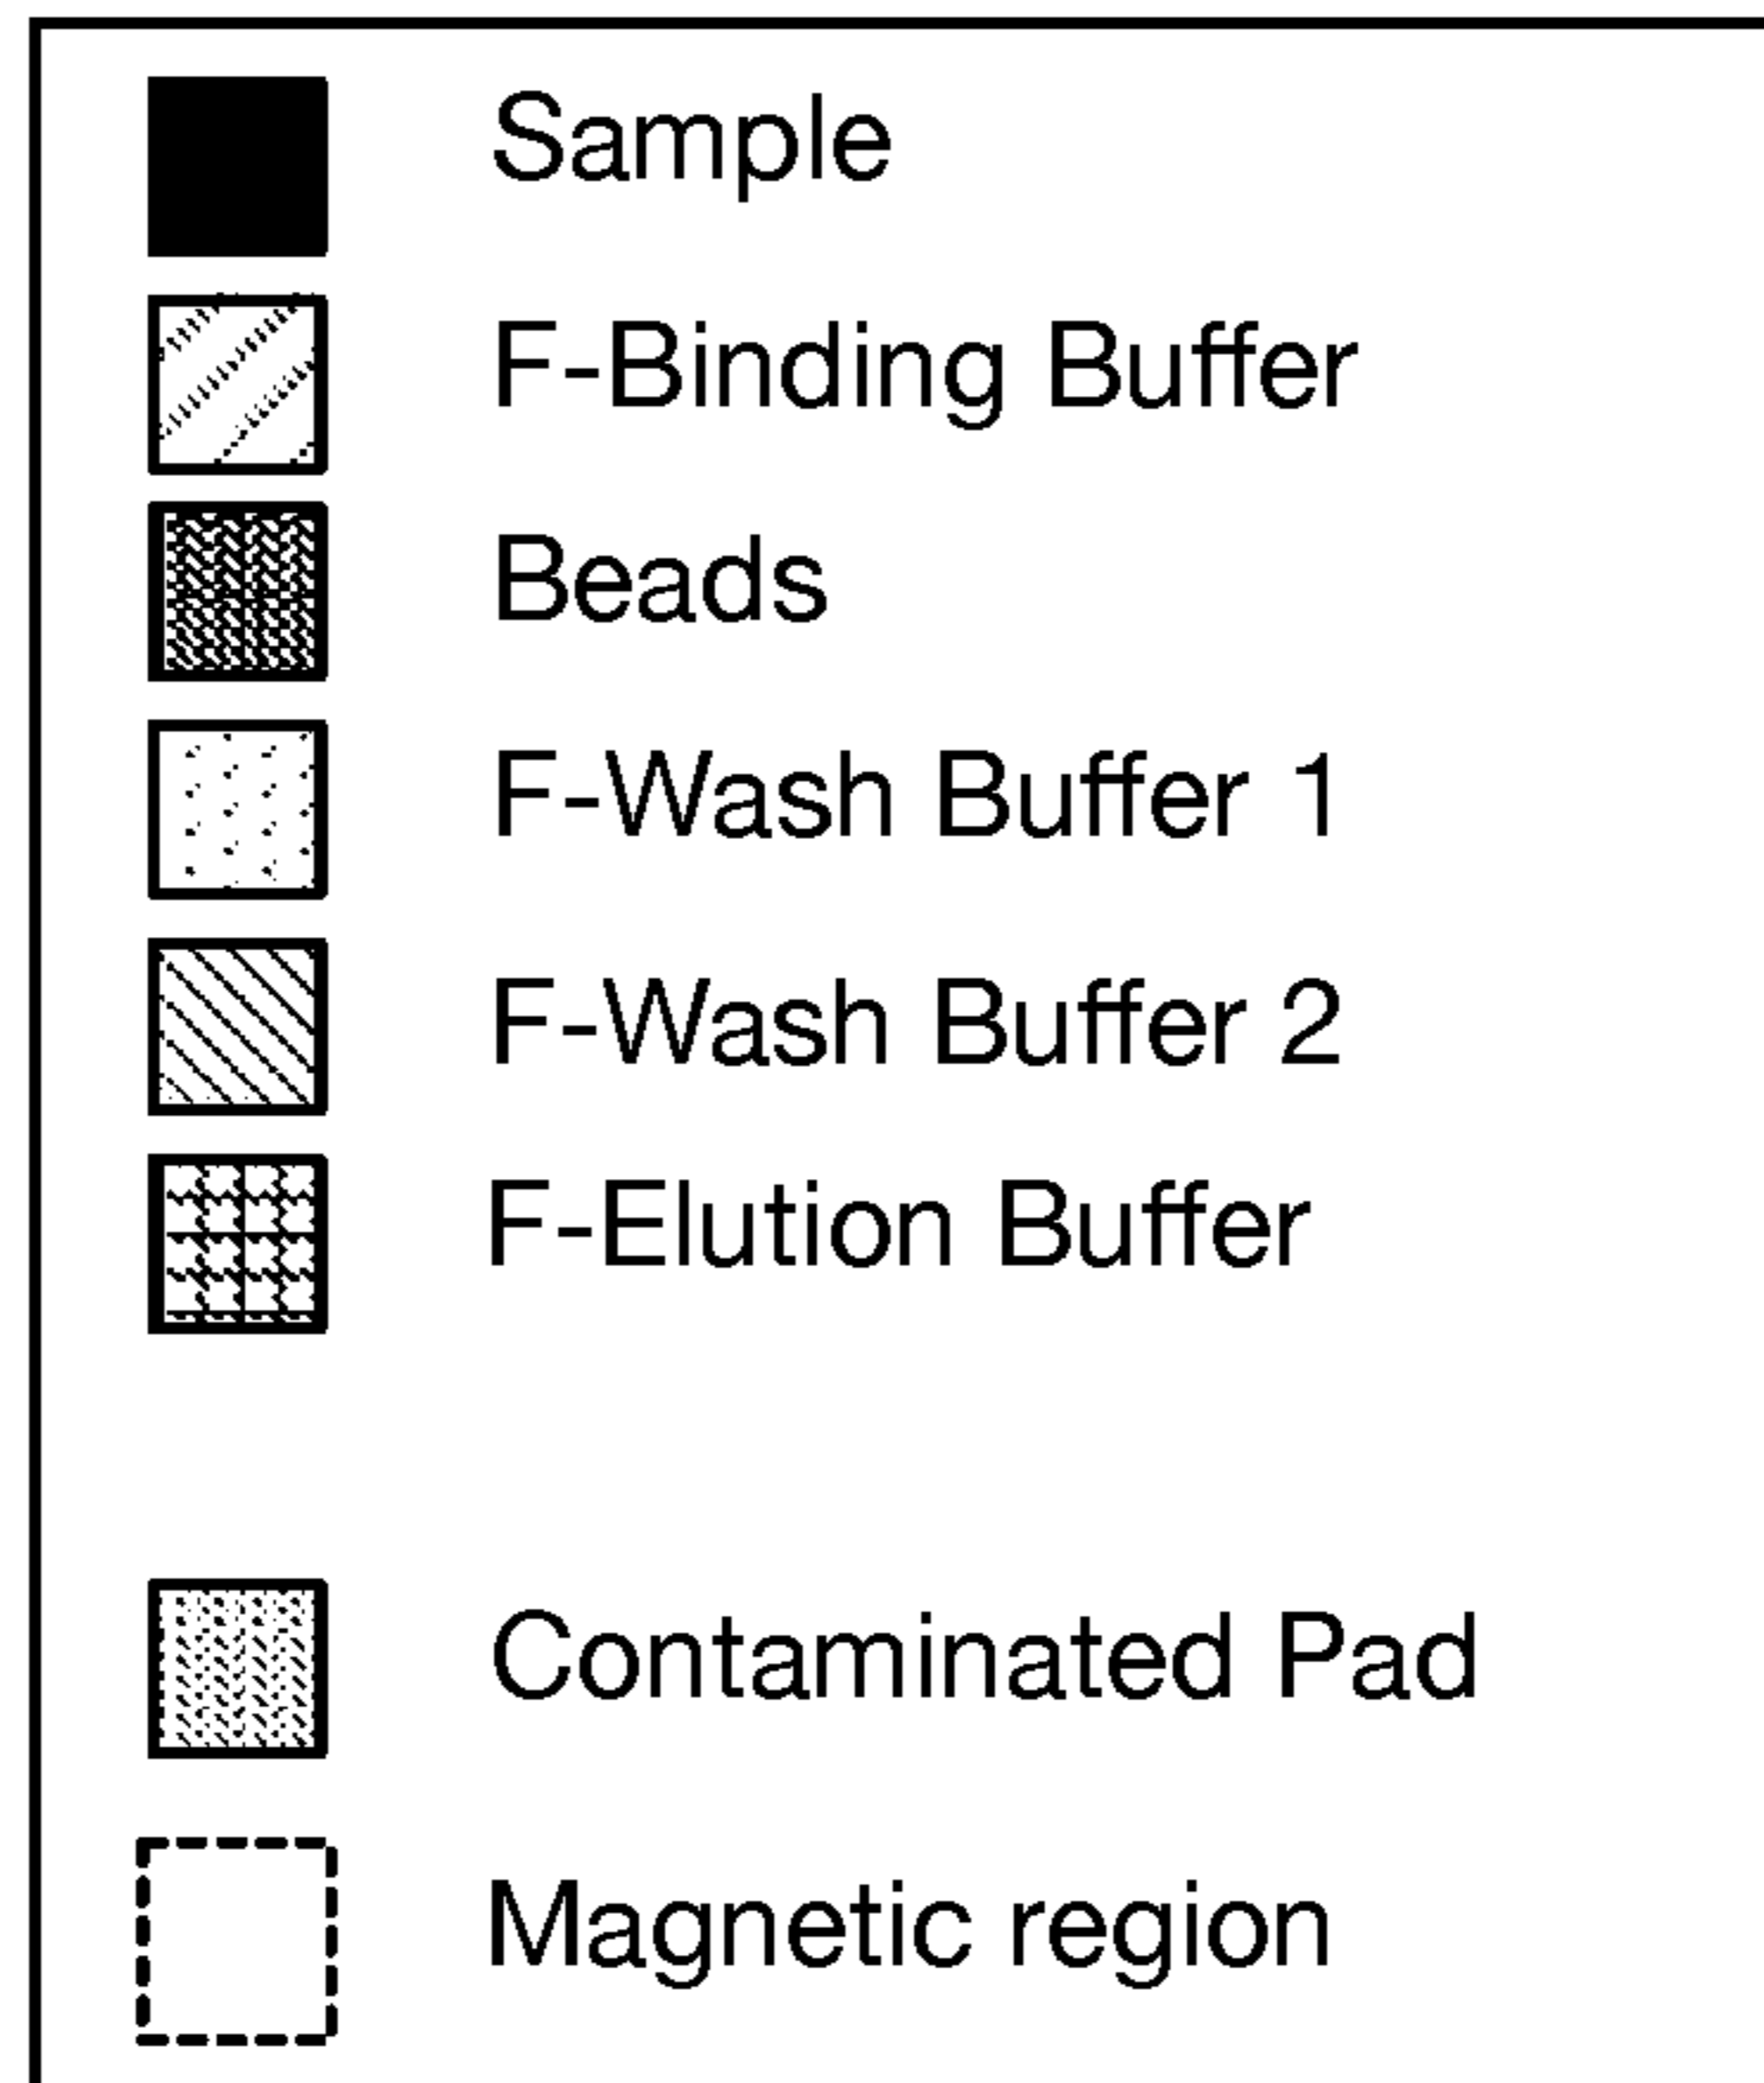 Sample
F-Binding Buffer
Beads
F-Wash Buffer 1
F-Wash Buffer 2
F-Elution Buffer
Contaminated Pad
Magnetic region